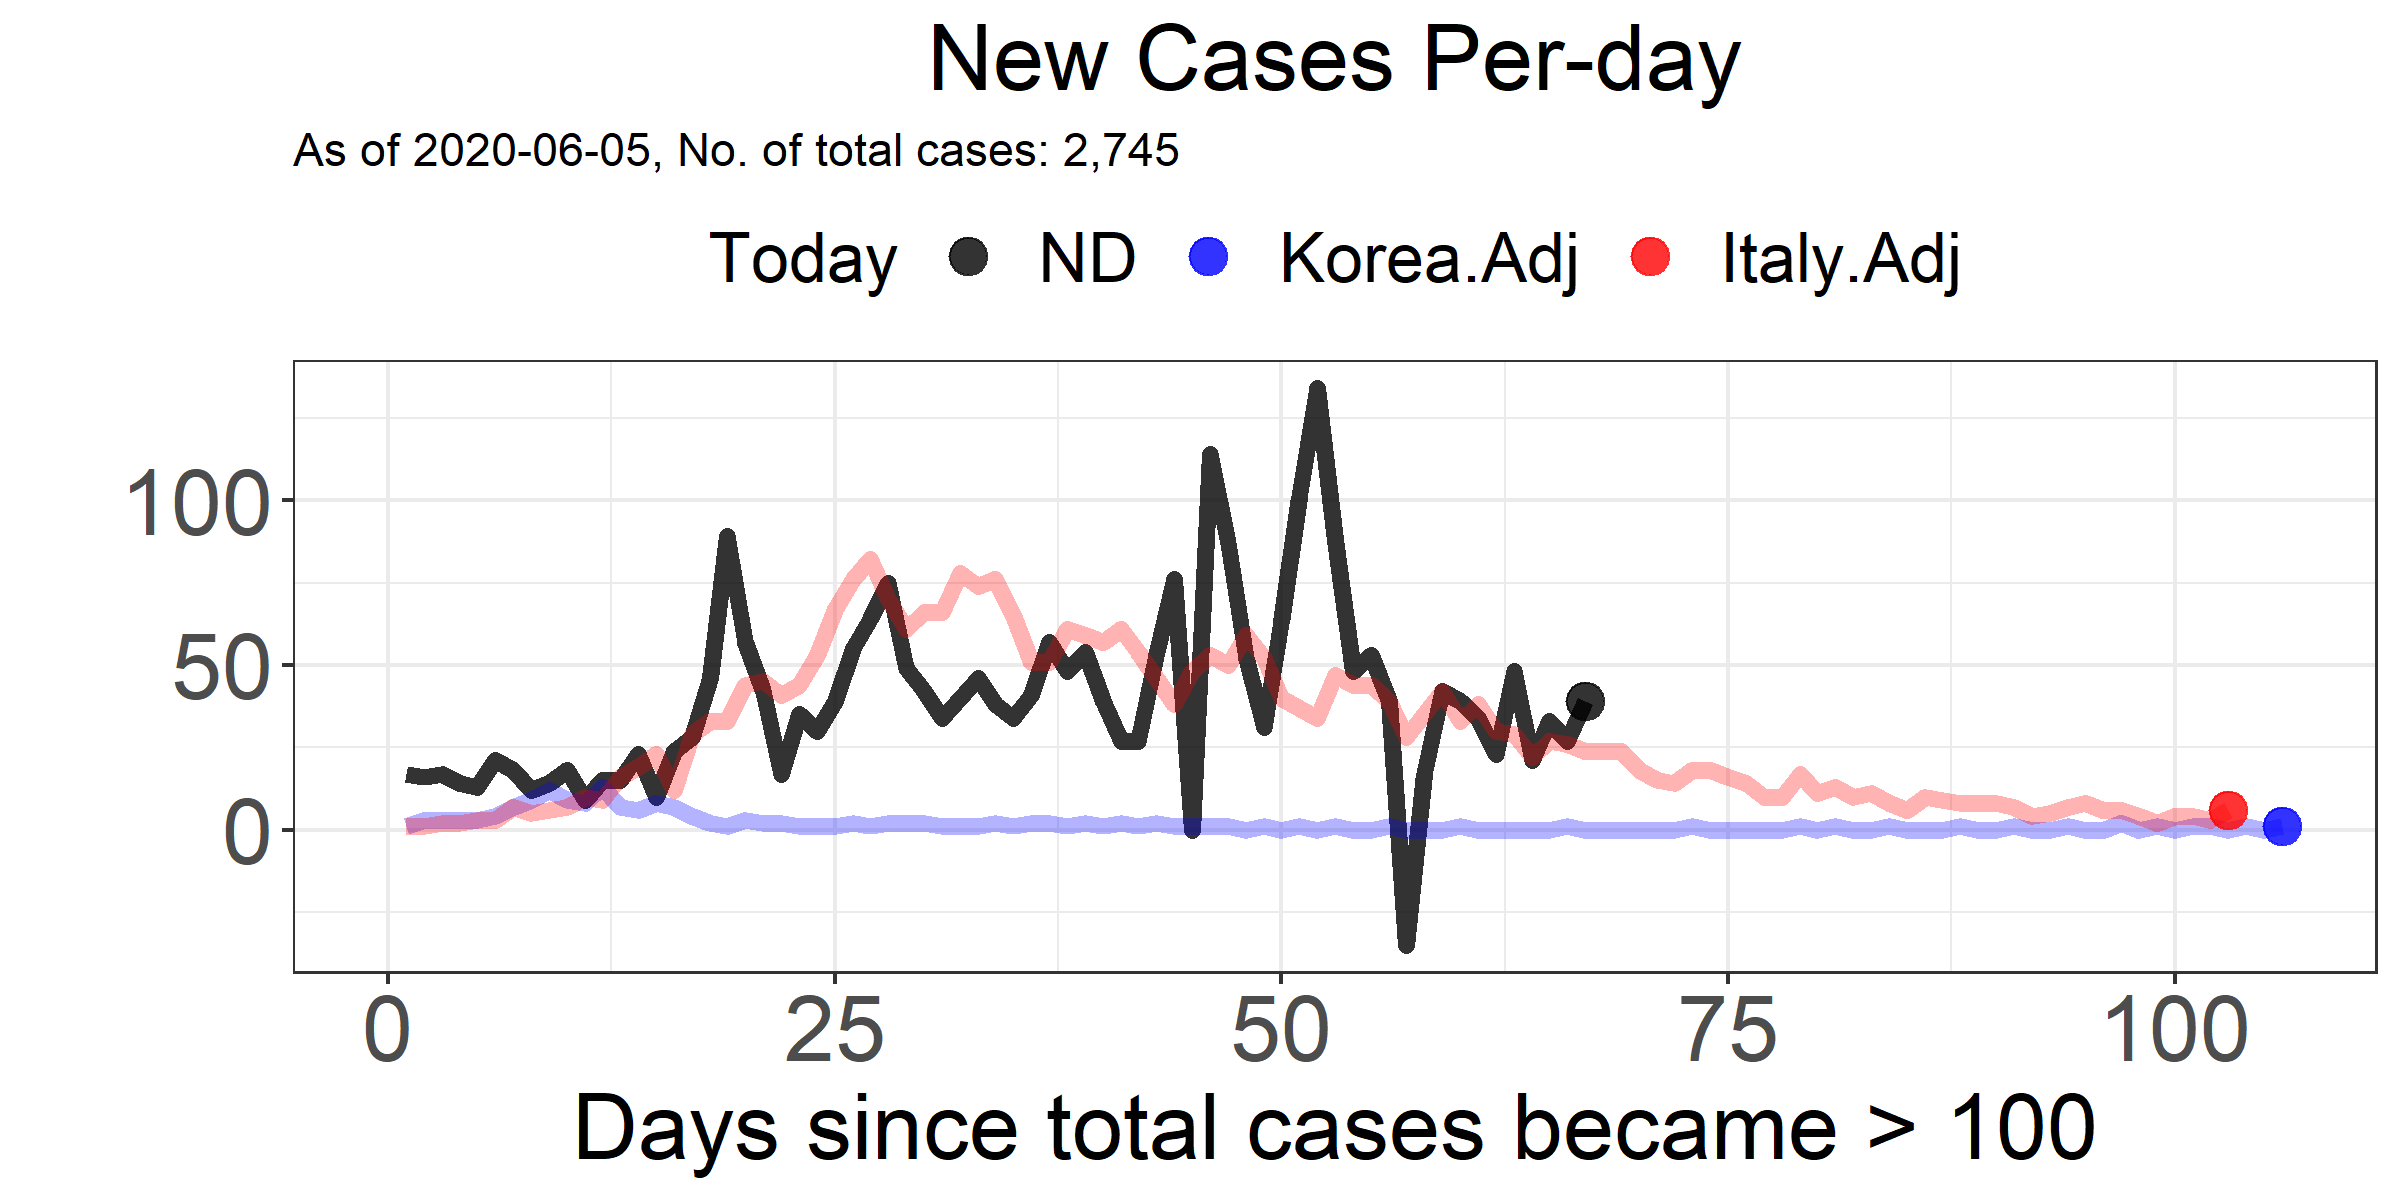 New Cases Per-day
As of 2020-06-05, No. of total cases: 2,745
Today ND Korea.Adj Italy.Adj
100
50
0
0 25 50 75 100
Days since total cases became > 100